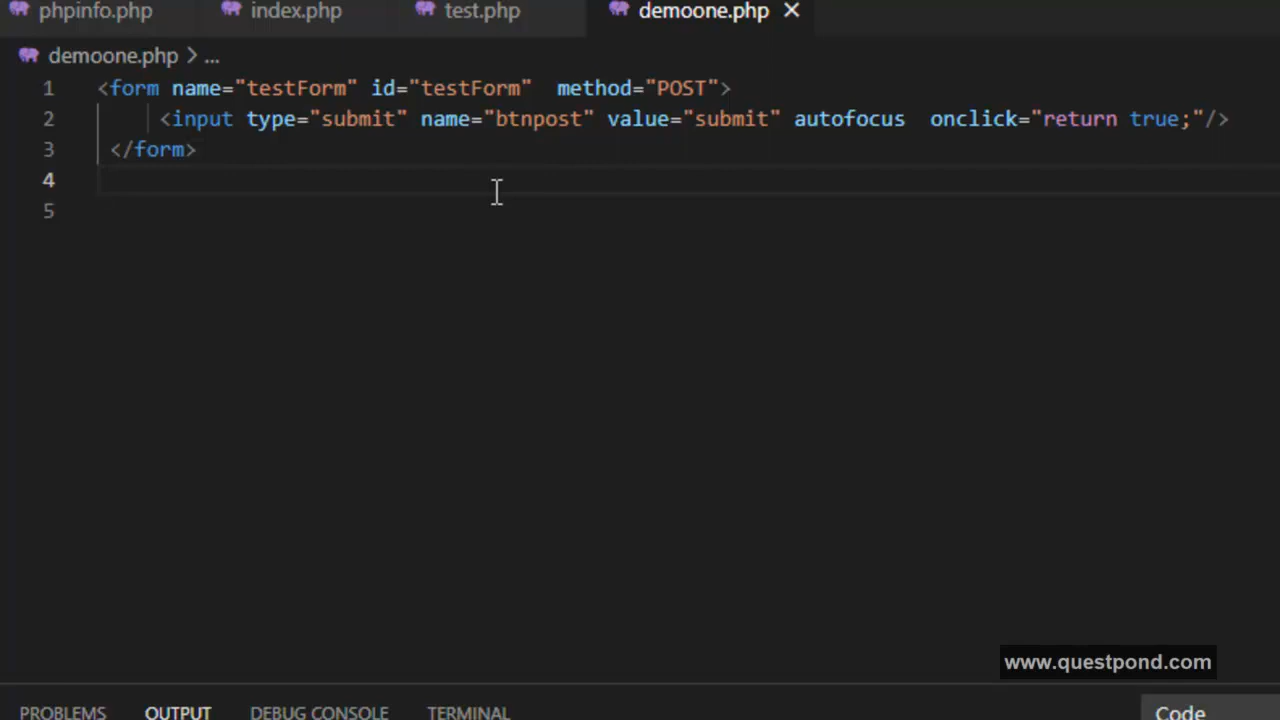 phpinfo.php index.php test.php demoone.php ×
demoone.php > ...
1 <form name="testForm" id="testForm"  method="POST">
2 <input type="submit" name="btnpost" value="submit" autofocus  onclick="return true;"/>
3 </form>
4
5
www.questpond.com
PROBLEMS OUTPUT DEBUG CONSOLE TERMINAL Code